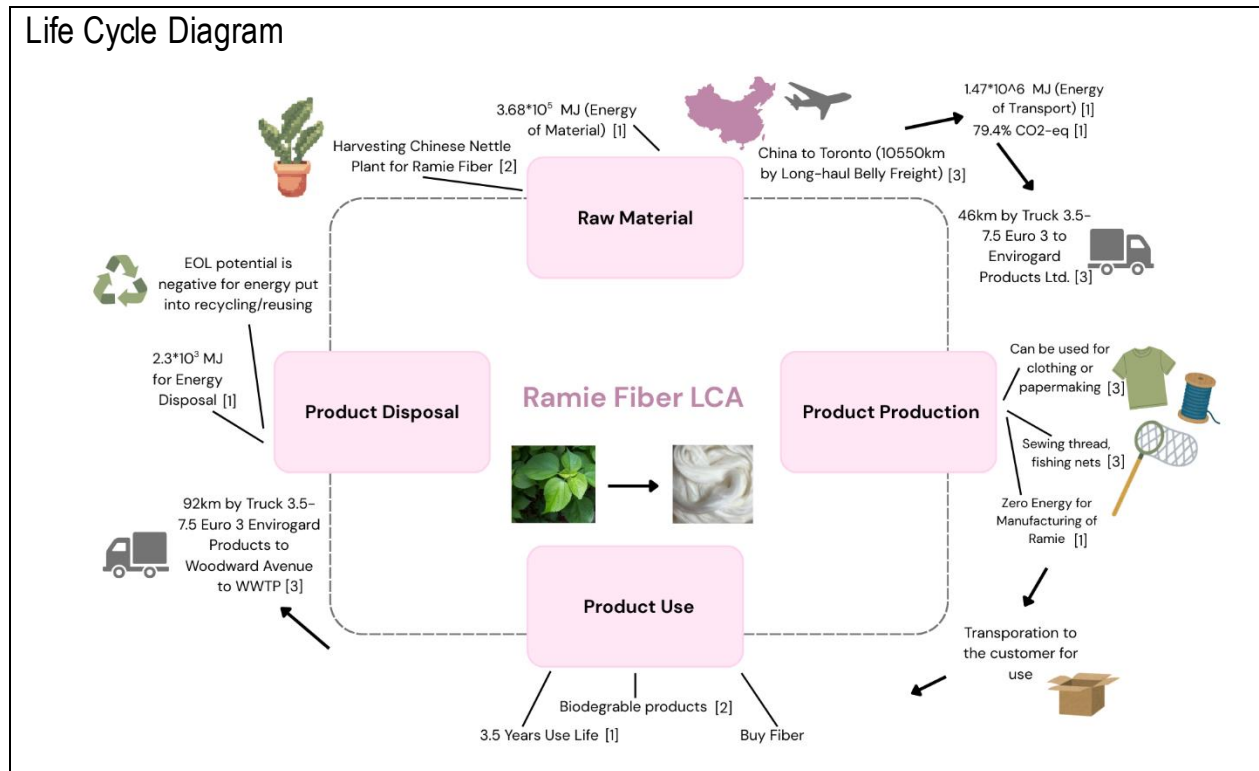 Life Cycle Diagram
3.68*10⁵ MJ (Energy
of Material) [1]
Harvesting Chinese Nettle
Plant for Ramie Fiber [2]
Raw Material
China to Toronto (10550km
by Long-haul Belly Freight) [3]
1.47*10^6 MJ (Energy
of Transport) [1]
79.4% CO2-eq [1]
46km by Truck 3.5-
7.5 Euro 3 to
Envirogard
Products Ltd. [3]
EOL potential is
negative for energy put
into recycling/reusing
2.3*10³ MJ
for Energy
Disposal [1]
Product Disposal
Ramie Fiber LCA
Product Production
Can be used for
clothing or
papermaking [3]
Sewing thread,
fishing nets [3]
Zero Energy for
Manufacturing of
Ramie [1]
92km by Truck 3.5-
7.5 Euro 3 Envirogard
Products to
Woodward Avenue
to WWTP [3]
Product Use
Transporation to
the customer for
use
Biodegrable products [2]
3.5 Years Use Life [1]
Buy Fiber